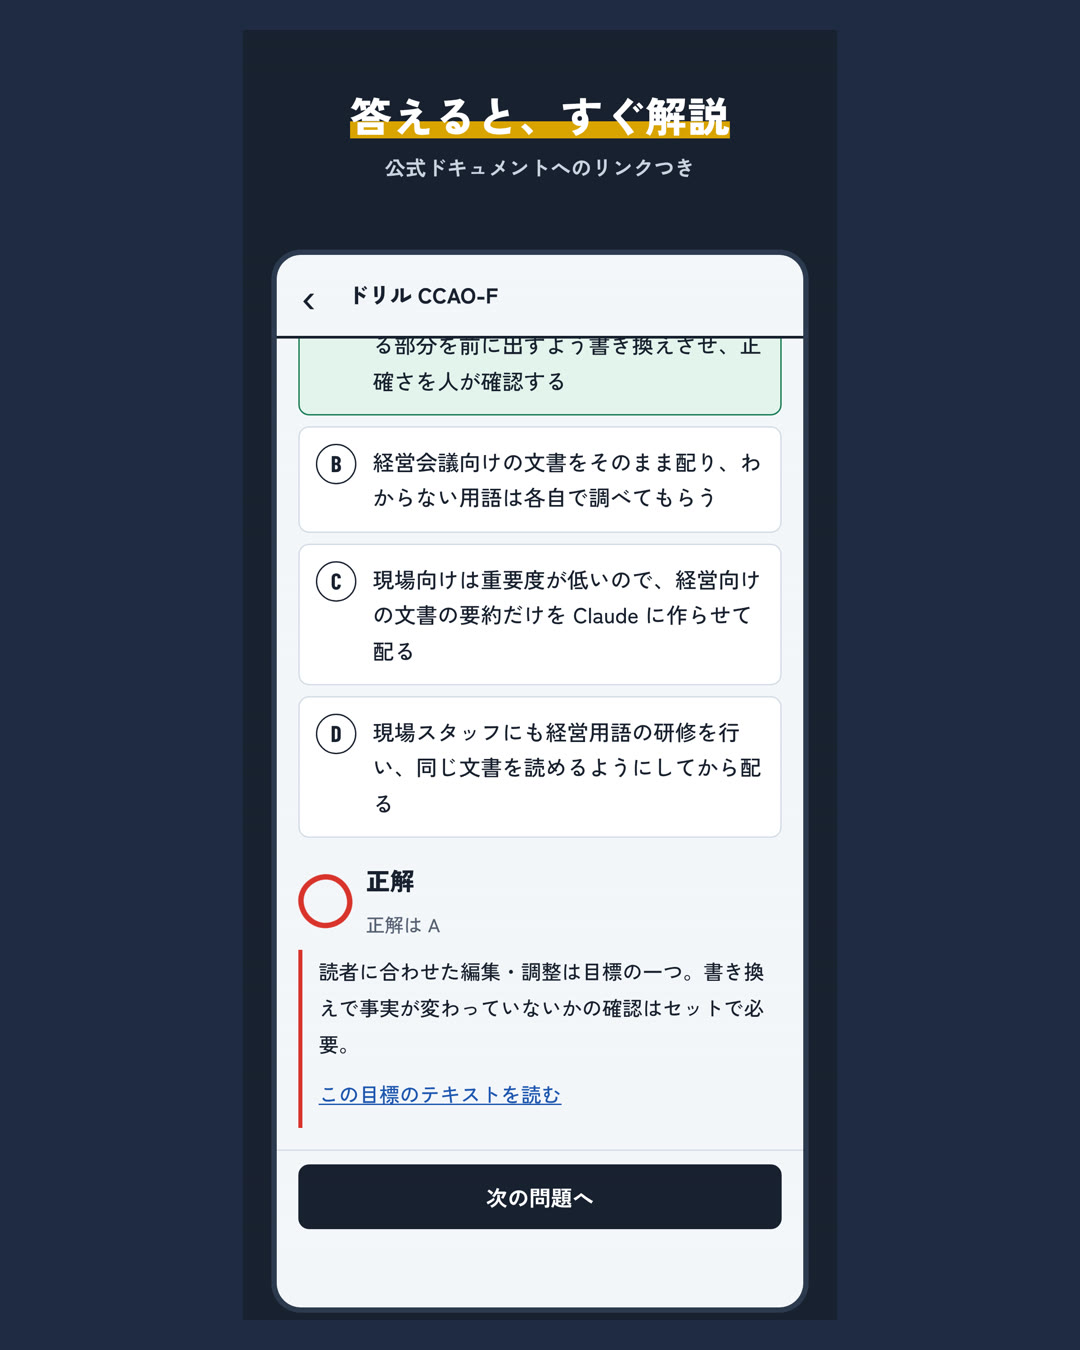 答えると、すぐ解説
公式ドキュメントへのリンクつき
‹ ドリル CCAO-F
る部分を前に出すよう書き換えさせ、正
確さを人が確認する
B 経営会議向けの文書をそのまま配り、わ
からない用語は各自で調べてもらう
C 現場向けは重要度が低いので、経営向け
の文書の要約だけを Claude に作らせて
配る
D 現場スタッフにも経営用語の研修を行
い、同じ文書を読めるようにしてから配
る
正解
正解は A
読者に合わせた編集・調整は目標の一つ。書き換
えで事実が変わっていないかの確認はセットで必
要。
この目標のテキストを読む
次の問題へ